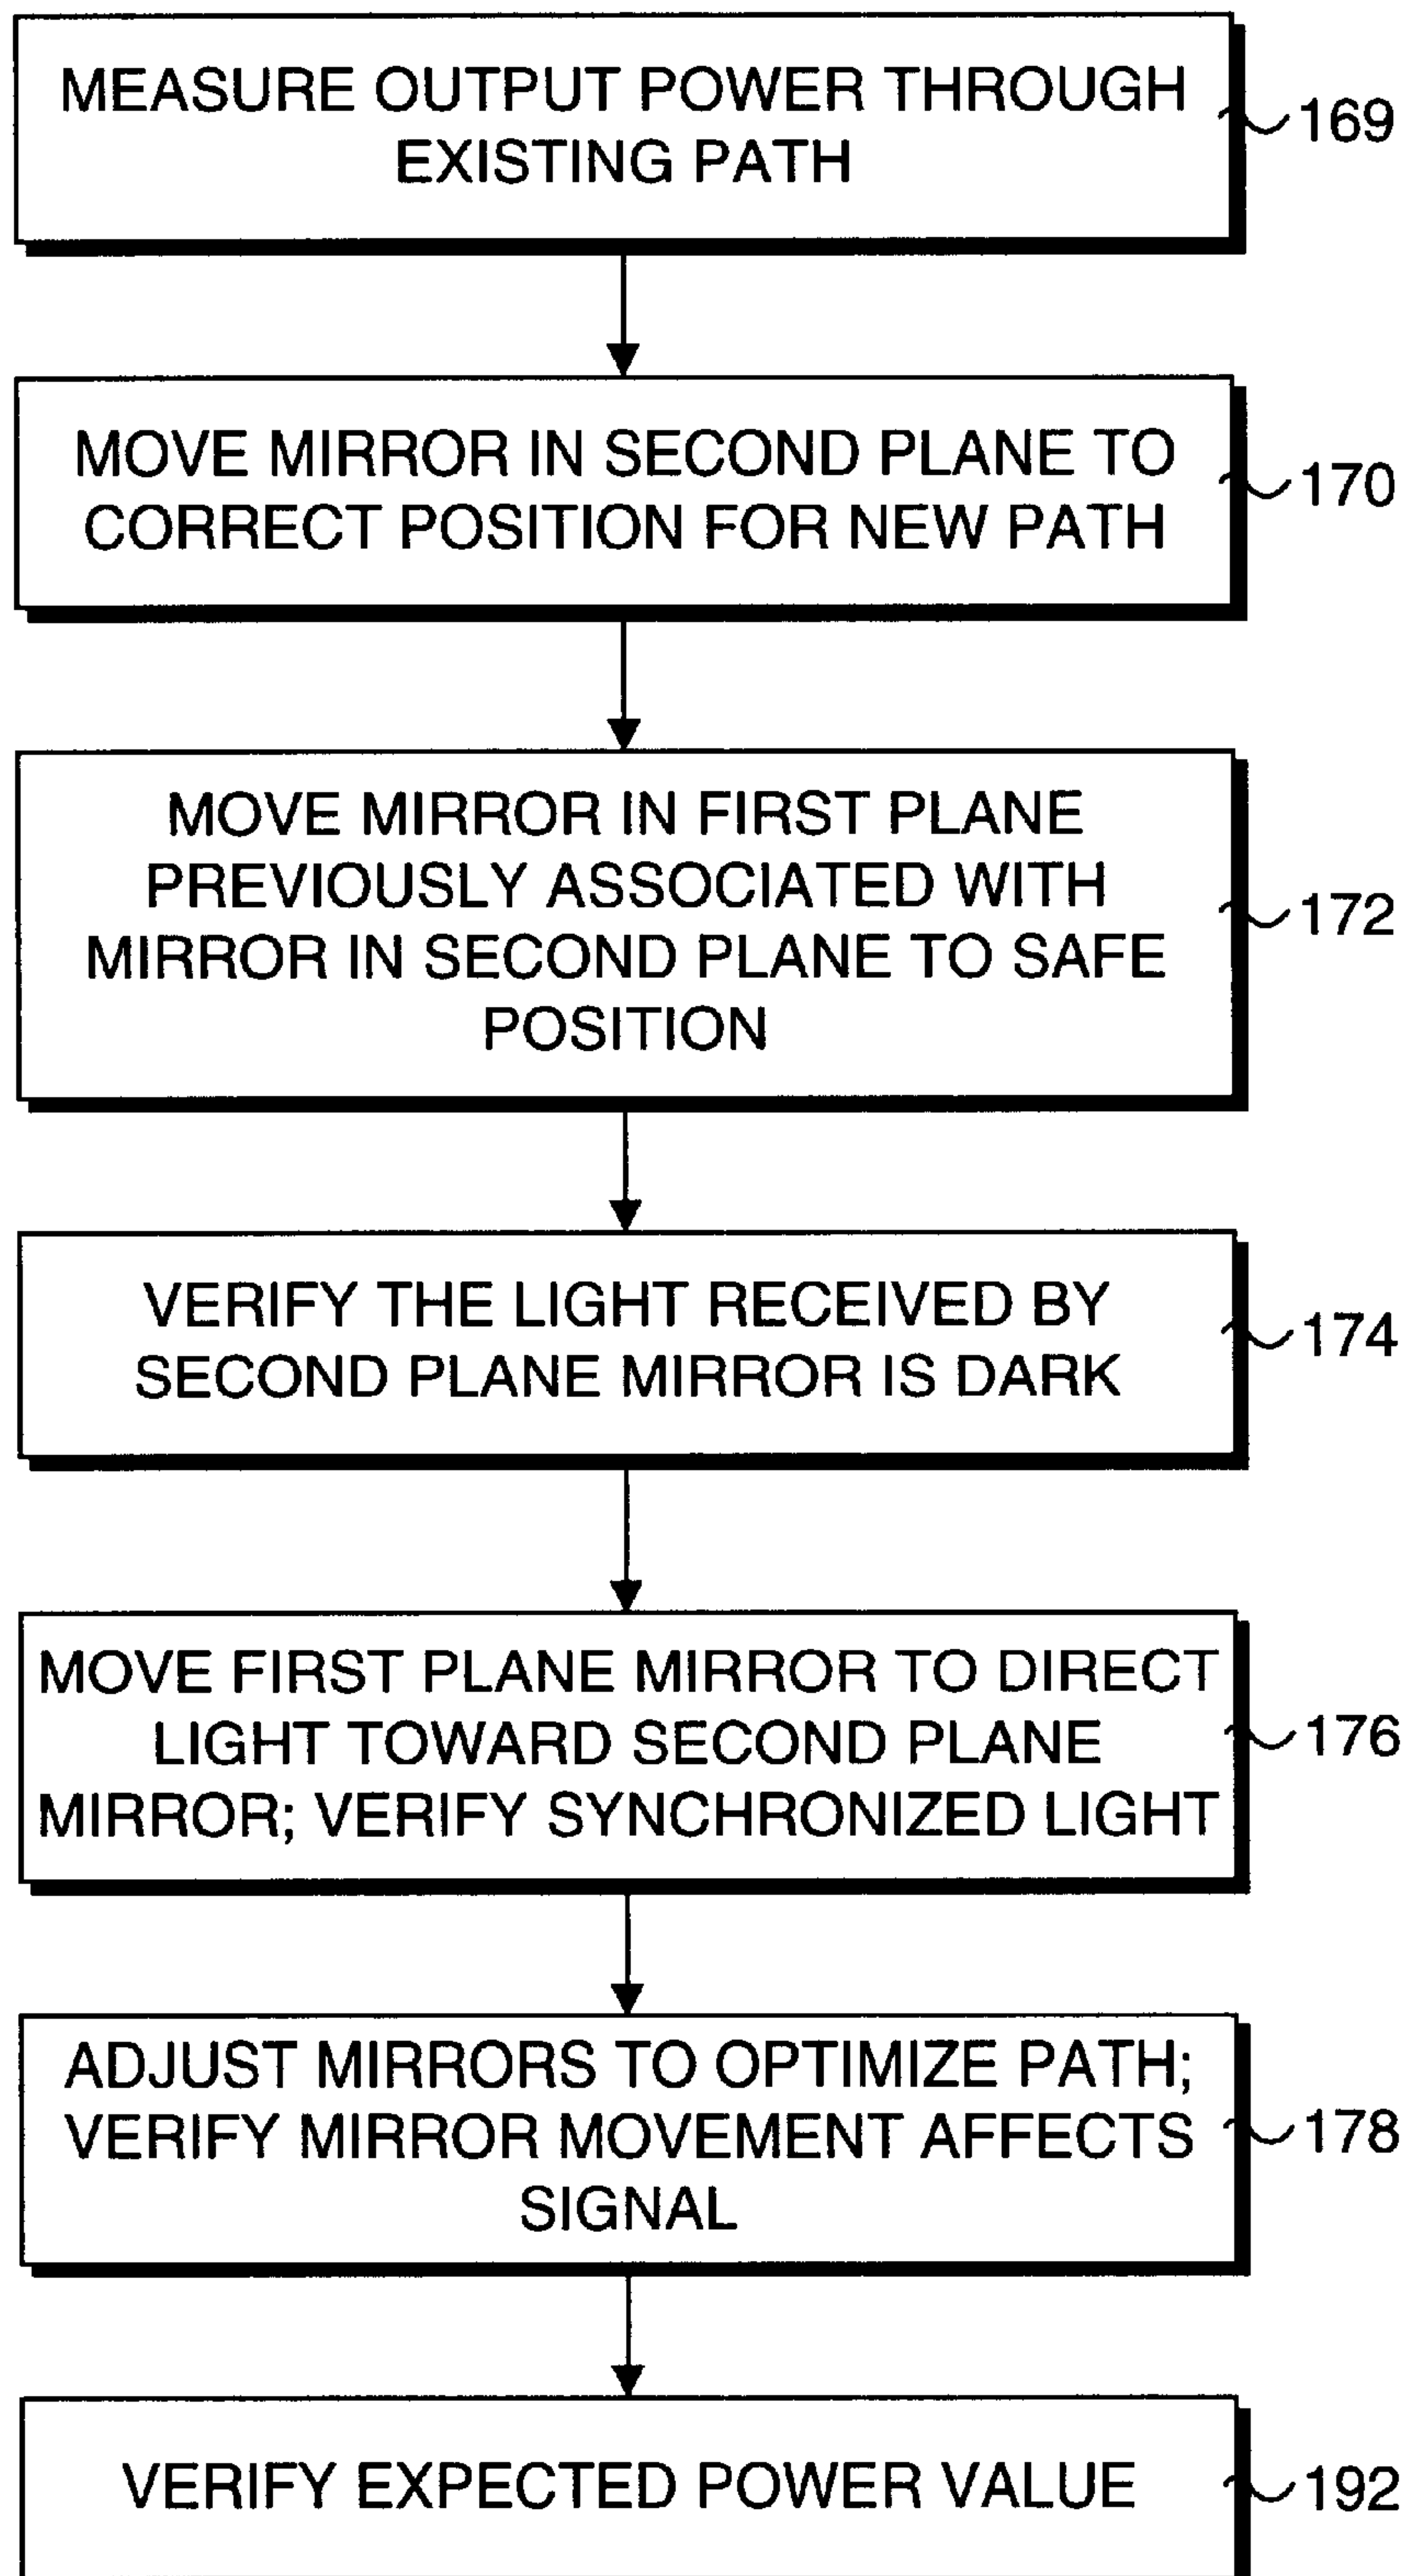 MEASURE OUTPUT POWER THROUGH
EXISTING PATH
169
MOVE MIRROR IN SECOND PLANE TO
CORRECT POSITION FOR NEW PATH
170
MOVE MIRROR IN FIRST PLANE
PREVIOUSLY ASSOCIATED WITH
MIRROR IN SECOND PLANE TO SAFE
POSITION
172
VERIFY THE LIGHT RECEIVED BY
SECOND PLANE MIRROR IS DARK
174
MOVE FIRST PLANE MIRROR TO DIRECT
LIGHT TOWARD SECOND PLANE
MIRROR; VERIFY SYNCHRONIZED LIGHT
176
ADJUST MIRRORS TO OPTIMIZE PATH;
VERIFY MIRROR MOVEMENT AFFECTS
SIGNAL
178
VERIFY EXPECTED POWER VALUE
192